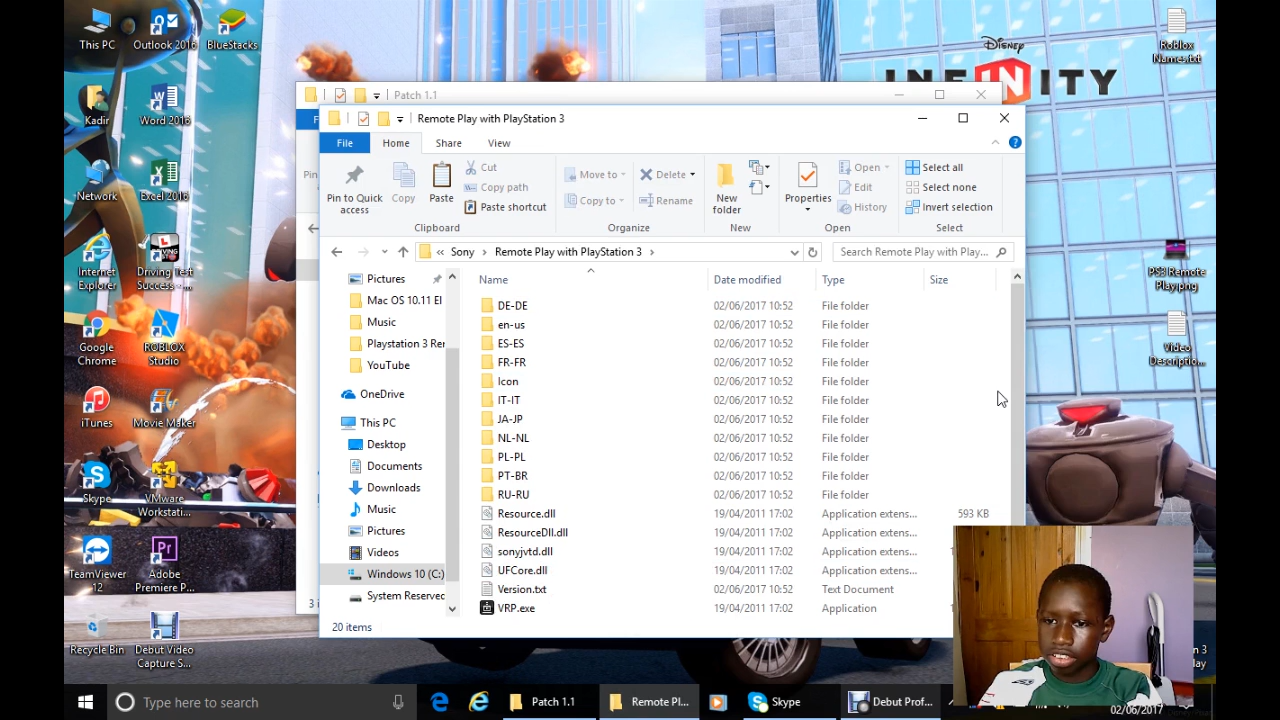 This PC
Outlook 2016
BlueStacks
DISNEY
INFINITY
Roblox
Names.txt
Patch 1.1
Remote Play with PlayStation 3
File
Home
Share
View
Pin to Quick
access
Copy
Paste
Cut
Copy path
Paste shortcut
Move to
Copy to
Delete
Rename
New
folder
Properties
Open
Edit
History
Select all
Select none
Invert selection
Clipboard
Organize
New
Open
Select
« Sony > Remote Play with PlayStation 3 >
Search Remote Play with Play...
Kadir
Word 2016
Network
Excel 2016
Internet
Explorer
Driving Test
Success - ...
Google
Chrome
ROBLOX
Studio
iTunes
Movie Maker
Skype
VMware
Workstati...
TeamViewer
12
Adobe
Premiere P...
Recycle Bin
Debut Video
Capture S...
PS3 Remote
Play.png
Video
Descriptio...
Pictures
Mac OS 10.11 El
Music
Playstation 3 Rer
YouTube
OneDrive
This PC
Desktop
Documents
Downloads
Music
Pictures
Videos
Windows 10 (C:)
System Reserved
Name Date modified Type Size
DE-DE 02/06/2017 10:52 File folder
en-us 02/06/2017 10:52 File folder
ES-ES 02/06/2017 10:52 File folder
FR-FR 02/06/2017 10:52 File folder
Icon 02/06/2017 10:52 File folder
IT-IT 02/06/2017 10:52 File folder
JA-JP 02/06/2017 10:52 File folder
NL-NL 02/06/2017 10:52 File folder
PL-PL 02/06/2017 10:52 File folder
PT-BR 02/06/2017 10:52 File folder
RU-RU 02/06/2017 10:52 File folder
Resource.dll 19/04/2011 17:02 Application extens... 593 KB
ResourceDll.dll 19/04/2011 17:02 Application extens...
sonyjvtd.dll 19/04/2011 17:02 Application extens...
UFCore.dll 19/04/2011 17:02 Application extens...
Version.txt 02/06/2017 10:52 Text Document
VRP.exe 19/04/2011 17:02 Application
20 items
Type here to search
Patch 1.1
Remote Pl...
Skype
Debut Prof...
02/06/2017